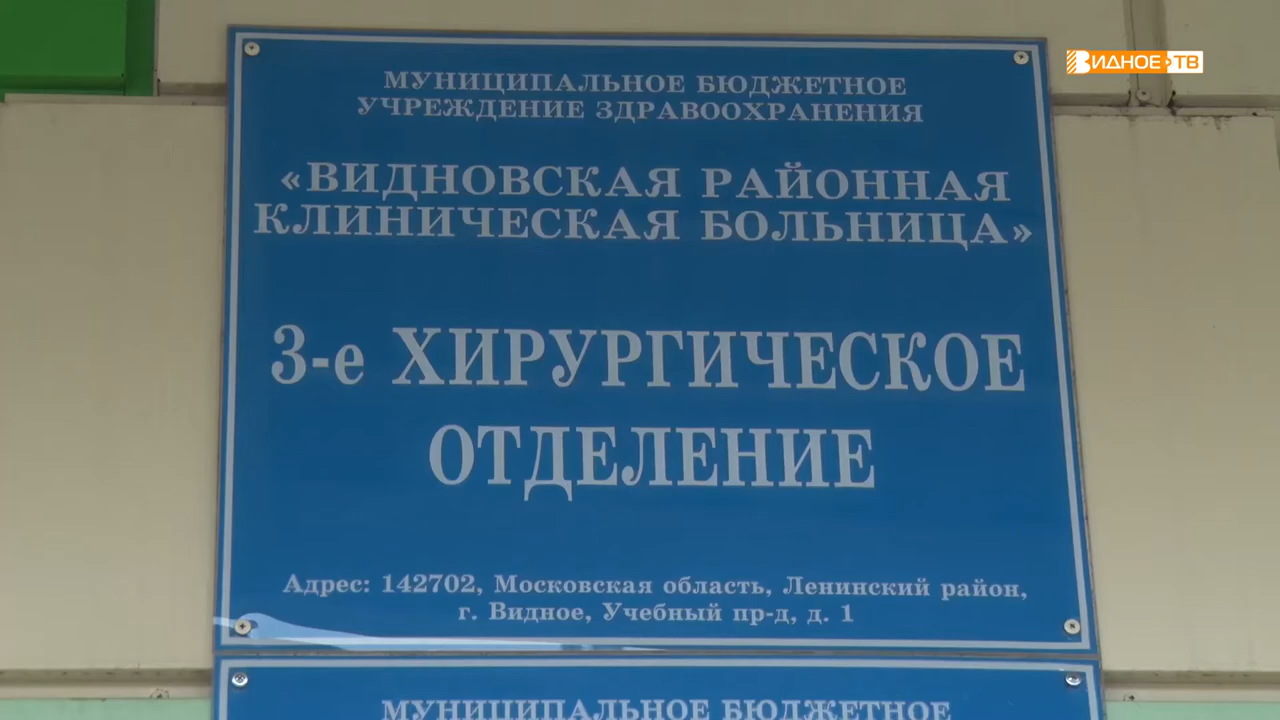 ВИДНОЕ ТВ
МУНИЦИПАЛЬНОЕ БЮДЖЕТНОЕ
УЧРЕЖДЕНИЕ ЗДРАВООХРАНЕНИЯ
«ВИДНОВСКАЯ РАЙОННАЯ
КЛИНИЧЕСКАЯ БОЛЬНИЦА»
3-е ХИРУРГИЧЕСКОЕ
ОТДЕЛЕНИЕ
Адрес: 142702, Московская область, Ленинский район,
г. Видное, Учебный пр-д, д. 1
МУНИЦИПАЛЬНОЕ БЮДЖЕТНОЕ